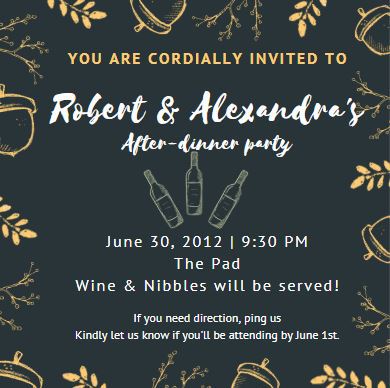 YOU ARE CORDIALLY INVITED TO
Robert & Alexandra's
After-dinner party
June 30, 2012 | 9:30 PM
The Pad
Wine & Nibbles will be served!
If you need direction, ping us
Kindly let us know if you'll be attending by June 1st.